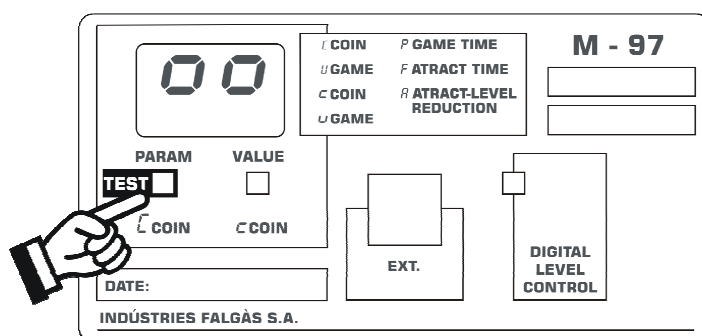 00
C COIN
U GAME
c COIN
u GAME
P GAME TIME
F ATRACT TIME
A ATRACT-LEVEL
REDUCTION
M - 97
PARAM
VALUE
TEST
C COIN
c COIN
EXT.
DIGITAL
LEVEL
CONTROL
DATE:
INDÚSTRIES FALGÀS S.A.